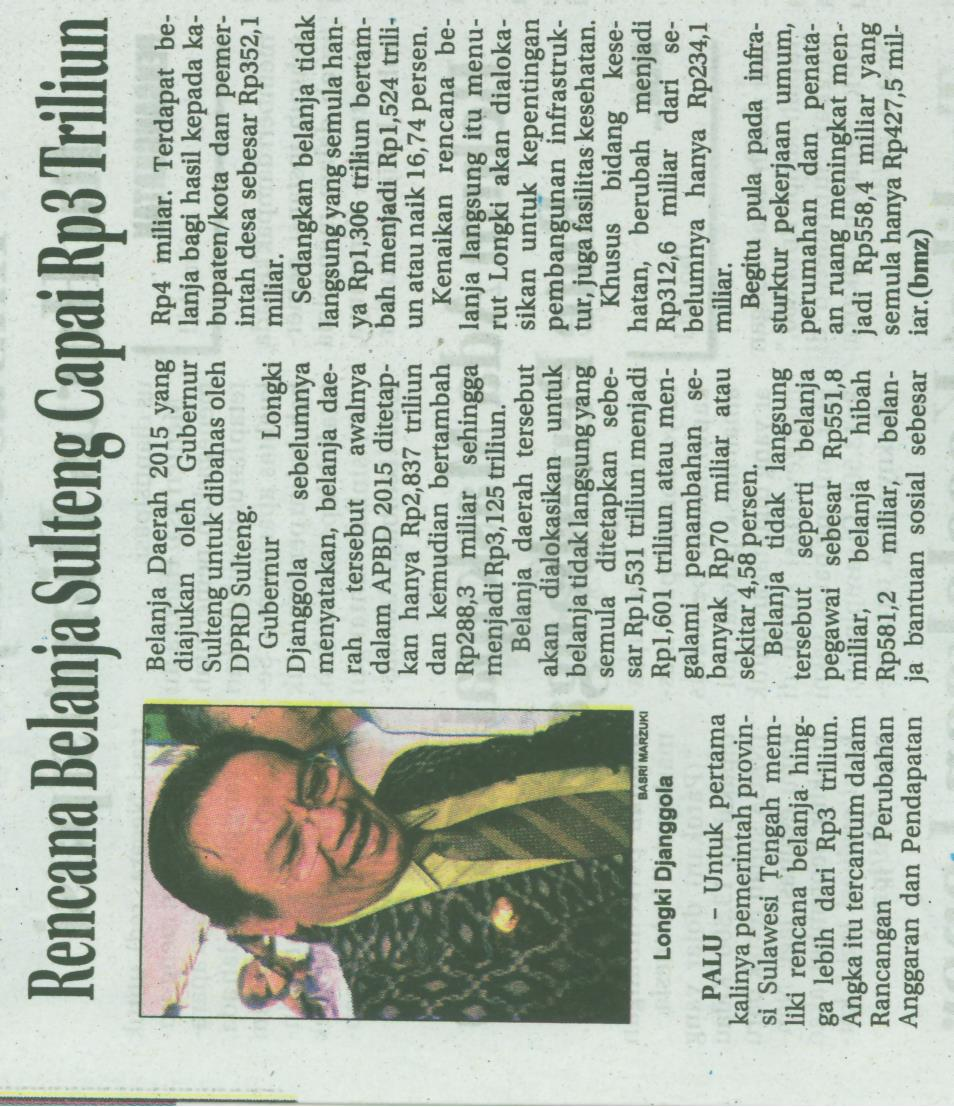 Rencana Belanja Sulteng Capai Rp3 Triliun
BASRI MARZUKI
Longki Djanggola
PALU – Untuk pertama
kalinya pemerintah provin-
si Sulawesi Tengah mem-
liki rencana belanja hing-
ga lebih dari Rp3 triliun.
Angka itu tercantum dalam
Rancangan Perubahan
Anggaran dan Pendapatan
Belanja Daerah 2015 yang
diajukan oleh Gubernur
Sulteng untuk dibahas oleh
DPRD Sulteng.
Gubernur Longki
Djanggola sebelumnya
menyatakan, belanja dae-
rah tersebut awalnya
dalam APBD 2015 ditetap-
kan hanya Rp2,837 triliun
dan kemudian bertambah
Rp288,3 miliar sehingga
menjadi Rp3,125 triliun.
Belanja daerah tersebut
akan dialokasikan untuk
belanja tidak langsung yang
semula ditetapkan sebe-
sar Rp1,531 triliun menjadi
Rp1,601 triliun atau men-
galami penambahan se-
banyak Rp70 miliar atau
sekitar 4,58 persen.
Belanja tidak langsung
tersebut seperti belanja
pegawai sebesar Rp551,8
miliar, belanja hibah
Rp581,2 miliar, belan-
ja bantuan sosial sebesar
Rp4 miliar. Terdapat be-
lanja bagi hasil kepada ka-
bupaten/kota dan pemer-
intah desa sebesar Rp352,1
miliar.
Sedangkan belanja tidak
langsung yang semula han-
ya Rp1,306 triliun bertam-
bah menjadi Rp1,524 trili-
un atau naik 16,74 persen.
Kenaikan rencana be-
lanja langsung itu menu-
rut Longki akan dialoka-
sikan untuk kepentingan
pembangunan infrastruk-
tur, juga fasilitas kesehatan.
Khusus bidang kese-
hatan, berubah menjadi
Rp312,6 miliar dari se-
belumnya hanya Rp234,1
miliar.
Begitu pula pada infra-
sturktur pekerjaan umum,
perumahan dan penata-
an ruang meningkat men-
jadi Rp558,4 miliar yang
semula hanya Rp427,5 mil-
iar.(bmz)